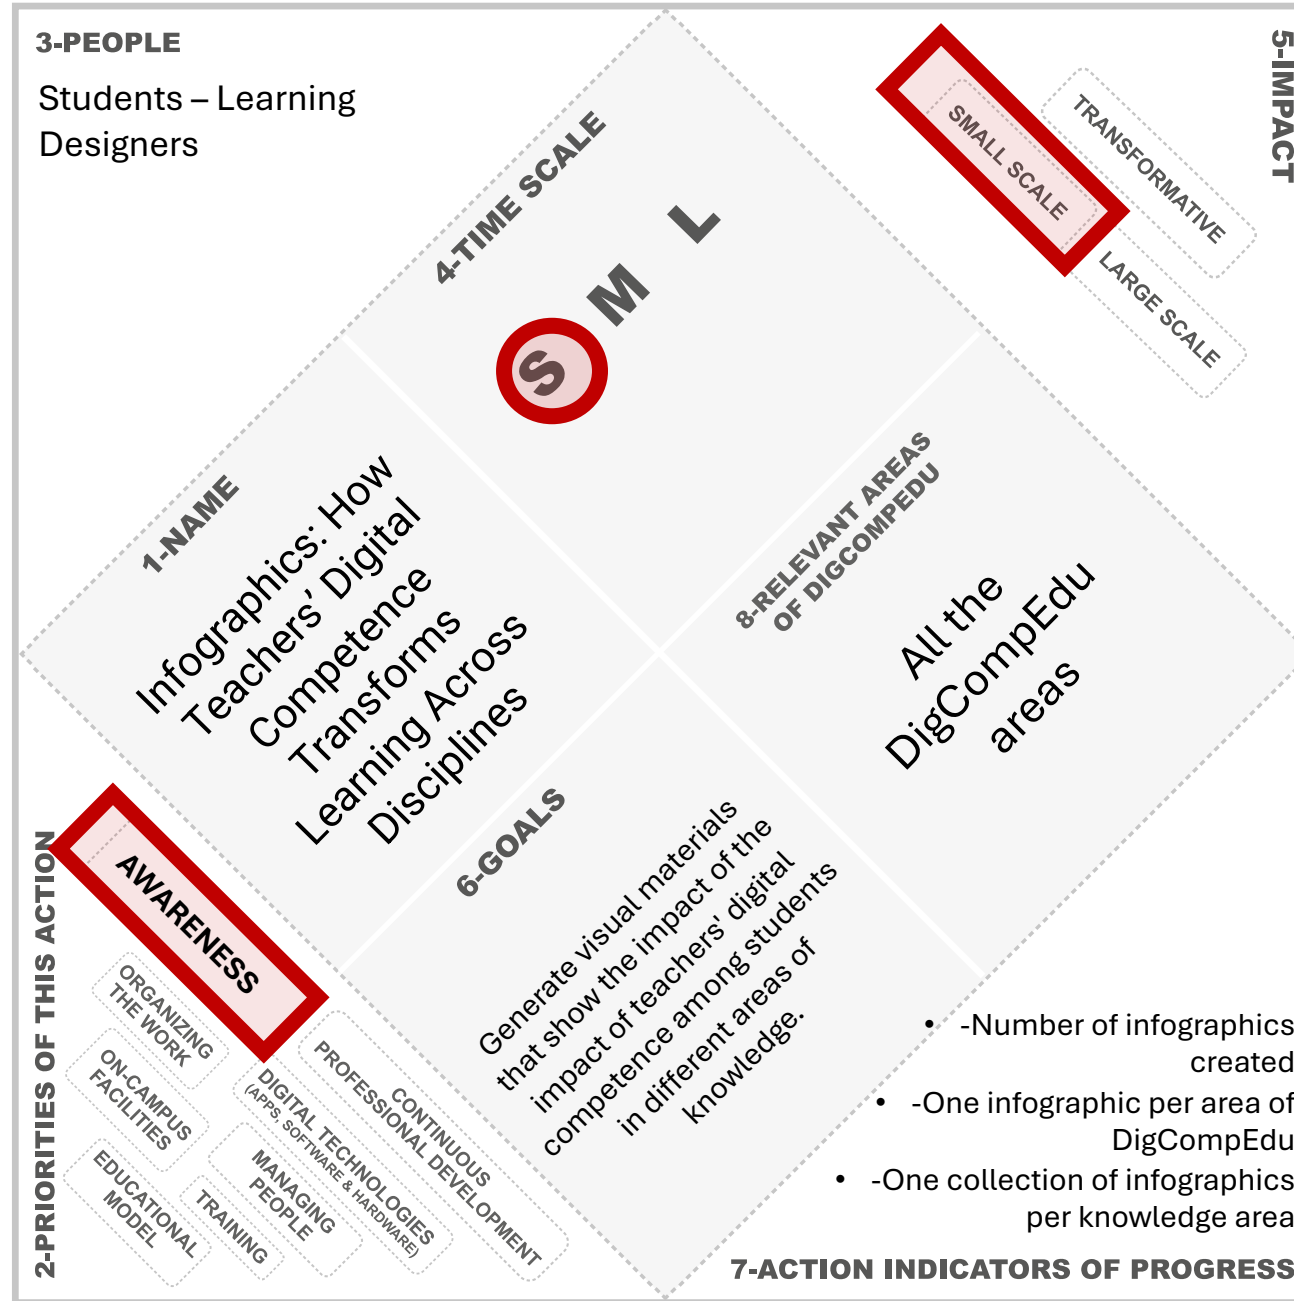 3-PEOPLE
Students – Learning
Designers
4-TIME SCALE
S M L
5-IMPACT
SMALL SCALE
TRANSFORMATIVE
LARGE SCALE
1-NAME
Infographics: How
Teachers' Digital
Competence
Transforms
Learning Across
Disciplines
8-RELEVANT AREAS
OF DIGCOMPEDU
All the
DigCompEdu
areas
2-PRIORITIES OF THIS ACTION
AWARENESS
ORGANIZING
THE WORK
ON-CAMPUS
FACILITIES
EDUCATIONAL
MODEL
TRAINING
MANAGING
PEOPLE
DIGITAL TECHNOLOGIES
(APPS, SOFTWARE & HARDWARE)
CONTINUOUS
PROFESSIONAL DEVELOPMENT
6-GOALS
Generate visual materials
that show the impact of the
impact of teachers' digital
competence among students
in different areas of
knowledge.
• -Number of infographics
created
• -One infographic per area of
DigCompEdu
• -One collection of infographics
per knowledge area
7-ACTION INDICATORS OF PROGRESS